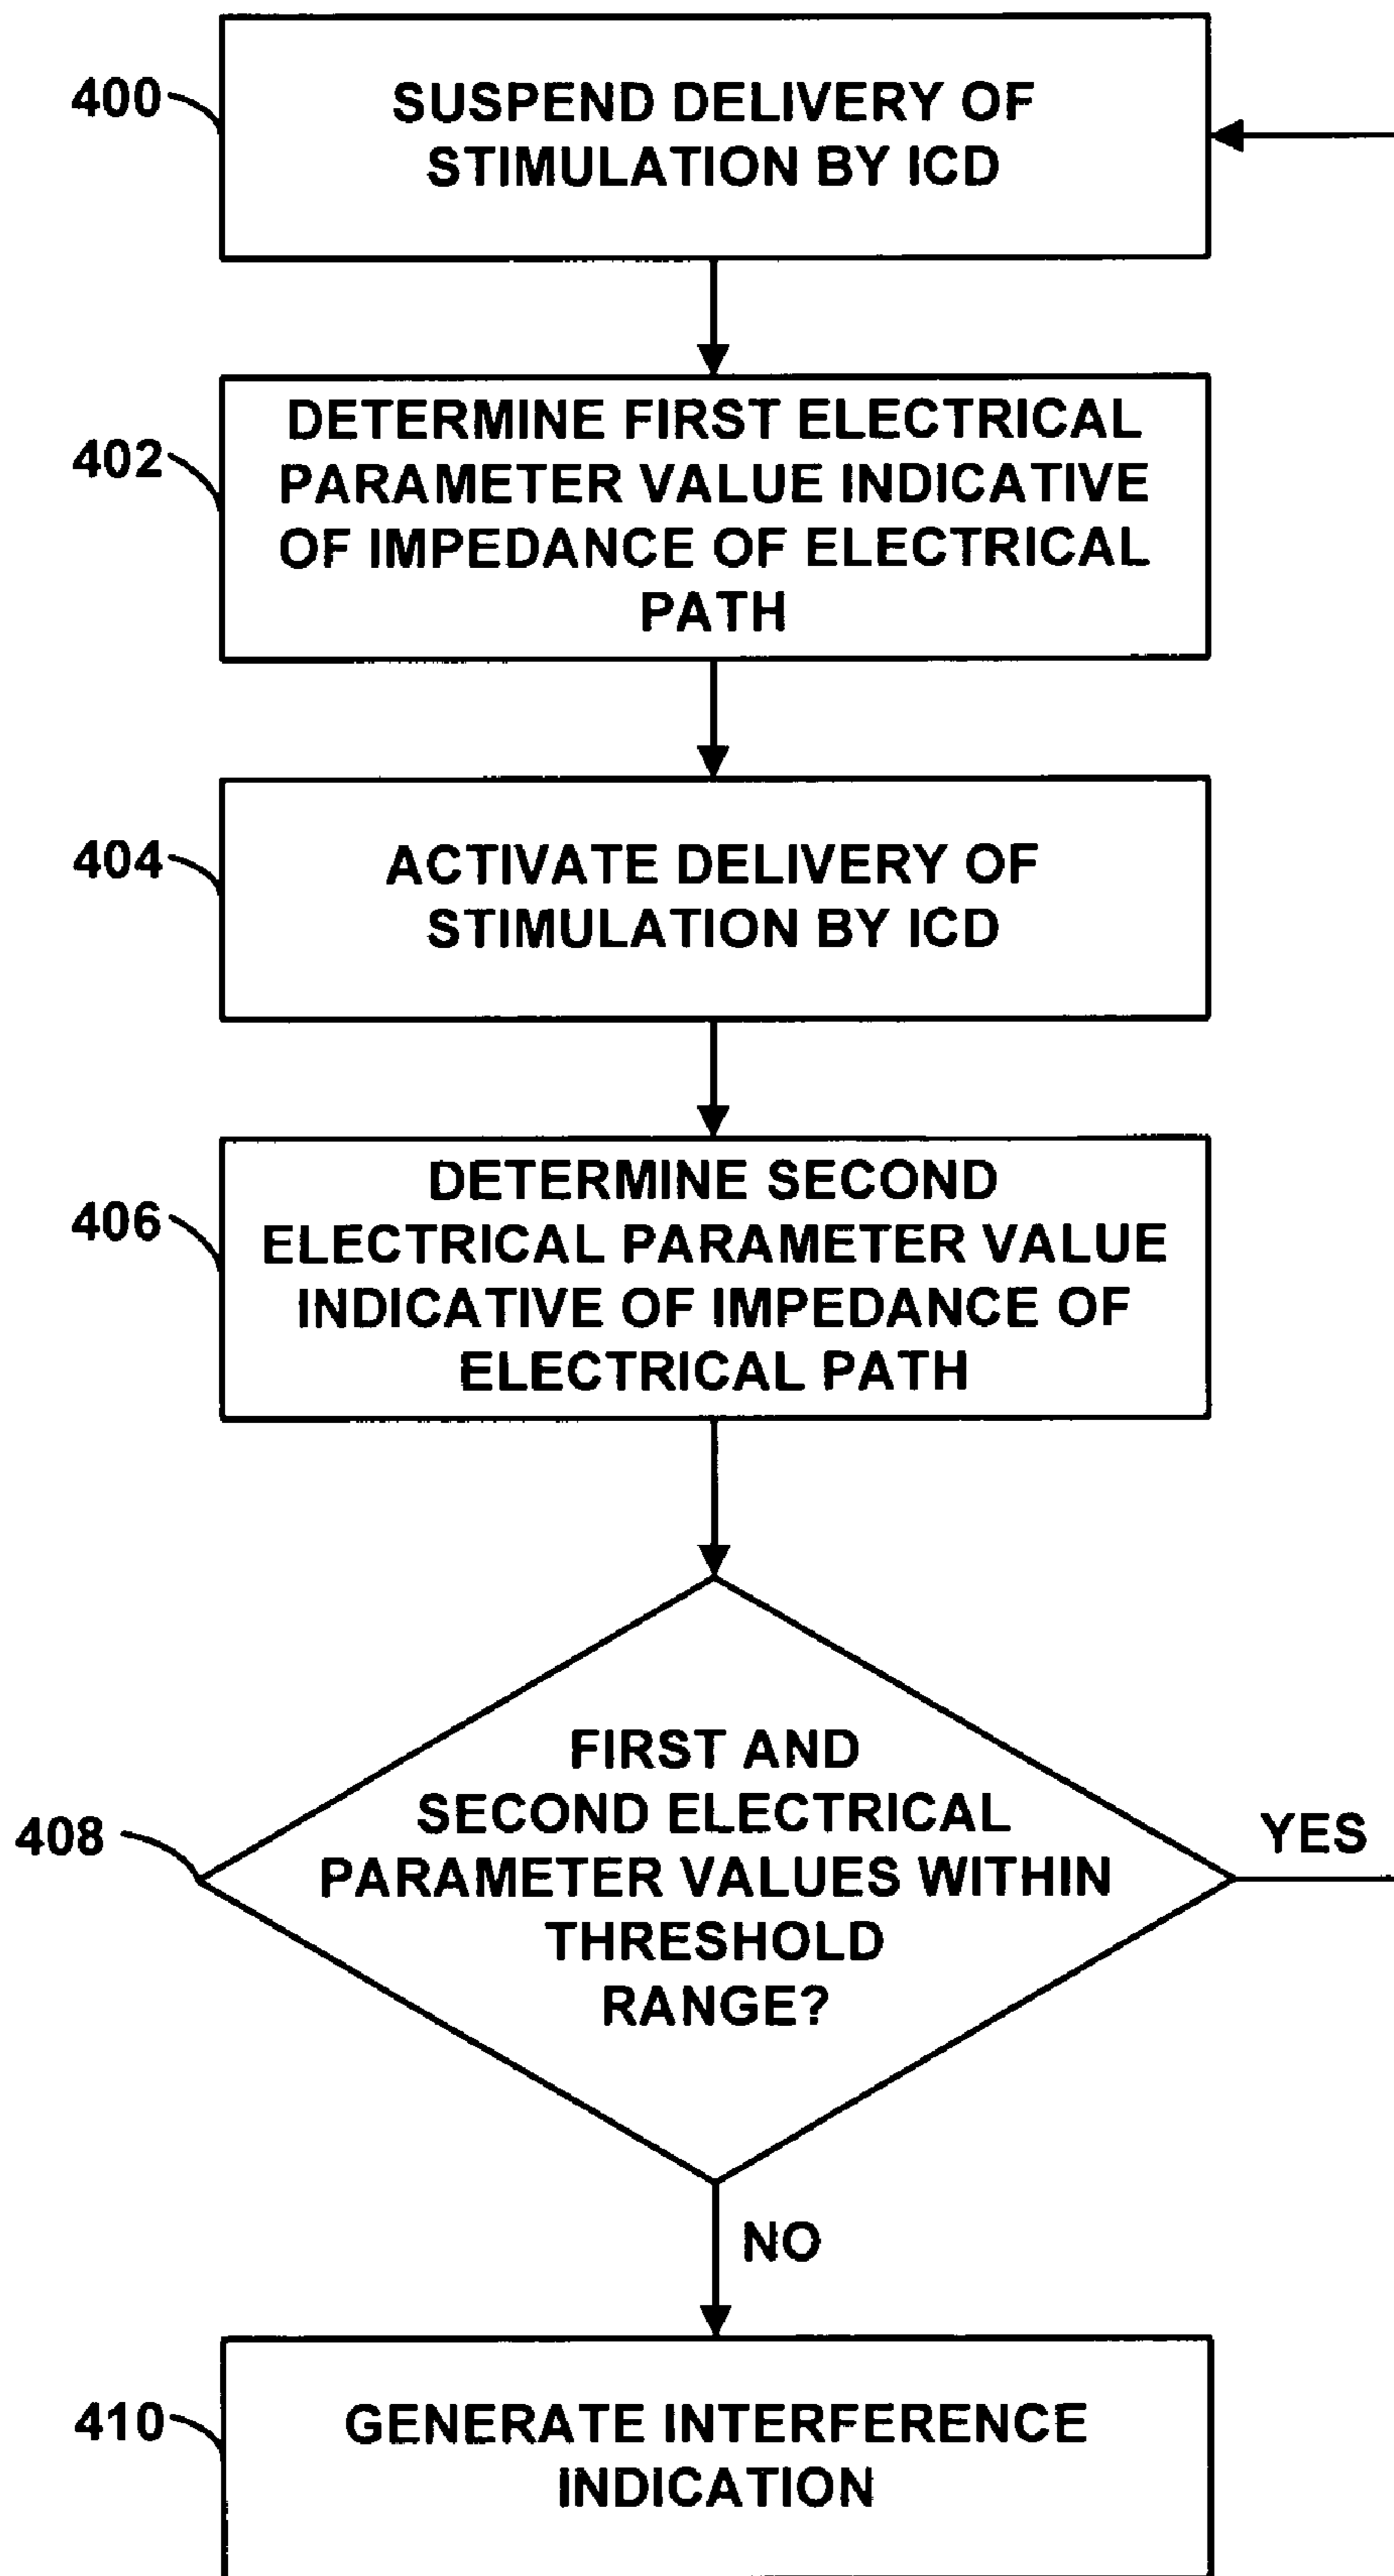 400
SUSPEND DELIVERY OF
STIMULATION BY ICD
402
DETERMINE FIRST ELECTRICAL
PARAMETER VALUE INDICATIVE
OF IMPEDANCE OF ELECTRICAL
PATH
404
ACTIVATE DELIVERY OF
STIMULATION BY ICD
406
DETERMINE SECOND
ELECTRICAL PARAMETER VALUE
INDICATIVE OF IMPEDANCE OF
ELECTRICAL PATH
408
FIRST AND
SECOND ELECTRICAL
PARAMETER VALUES WITHIN
THRESHOLD
RANGE?
YES
NO
410
GENERATE INTERFERENCE
INDICATION